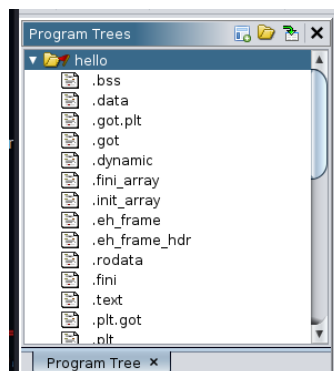 Program Trees
hello
.bss
.data
.got.plt
.got
.dynamic
.fini_array
.init_array
.eh_frame
.eh_frame_hdr
.rodata
.fini
.text
.plt.got
.plt
Program Tree ×